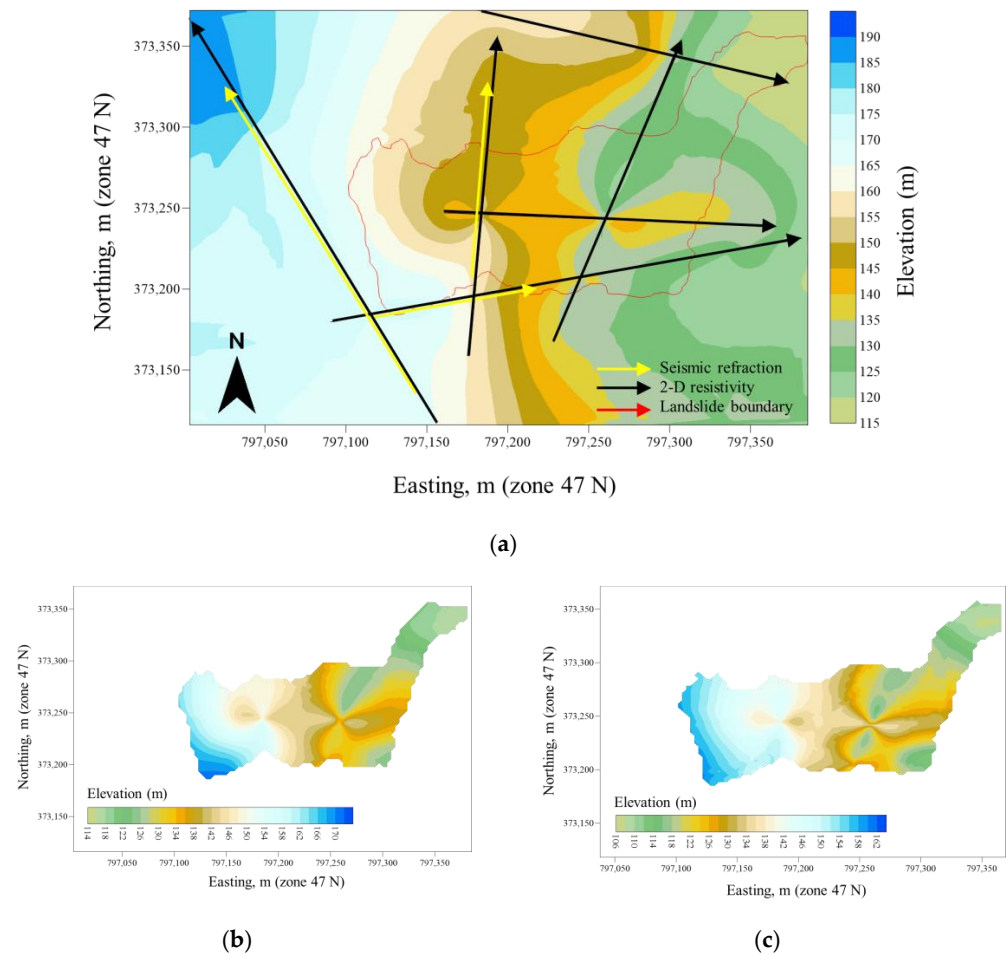 373,350
373,300
373,250
373,200
373,150
Northing, m (zone 47 N)
N
Seismic refraction
2-D resistivity
Landslide boundary
797,050 797,100 797,150 797,200 797,250 797,300 797,350
Easting, m (zone 47 N)
190
185
180
175
170
165
160
155
150
145
140
135
130
125
120
115
Elevation (m)
(a)
373,350
373,300
373,250
373,200
373,150
Northing, m (zone 47 N)
Elevation (m)
114 118 122 126 130 134 138 142 146 150 154 158 162 166 170
797,050 797,100 797,150 797,200 797,250 797,300 797,350
Easting, m (zone 47 N)
(b)
373,350
373,300
373,250
373,200
373,150
Northing, m (zone 47 N)
Elevation (m)
106 110 114 118 122 126 130 134 138 142 146 150 154 158 162
797,050 797,100 797,150 797,200 797,250 797,300 797,350
Easting, m (zone 47 N)
(c)